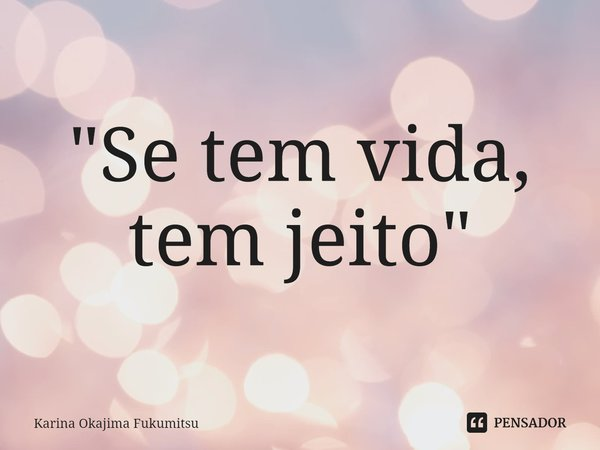 "Se tem vida,
tem jeito"
Karina Okajima Fukumitsu
PENSADOR